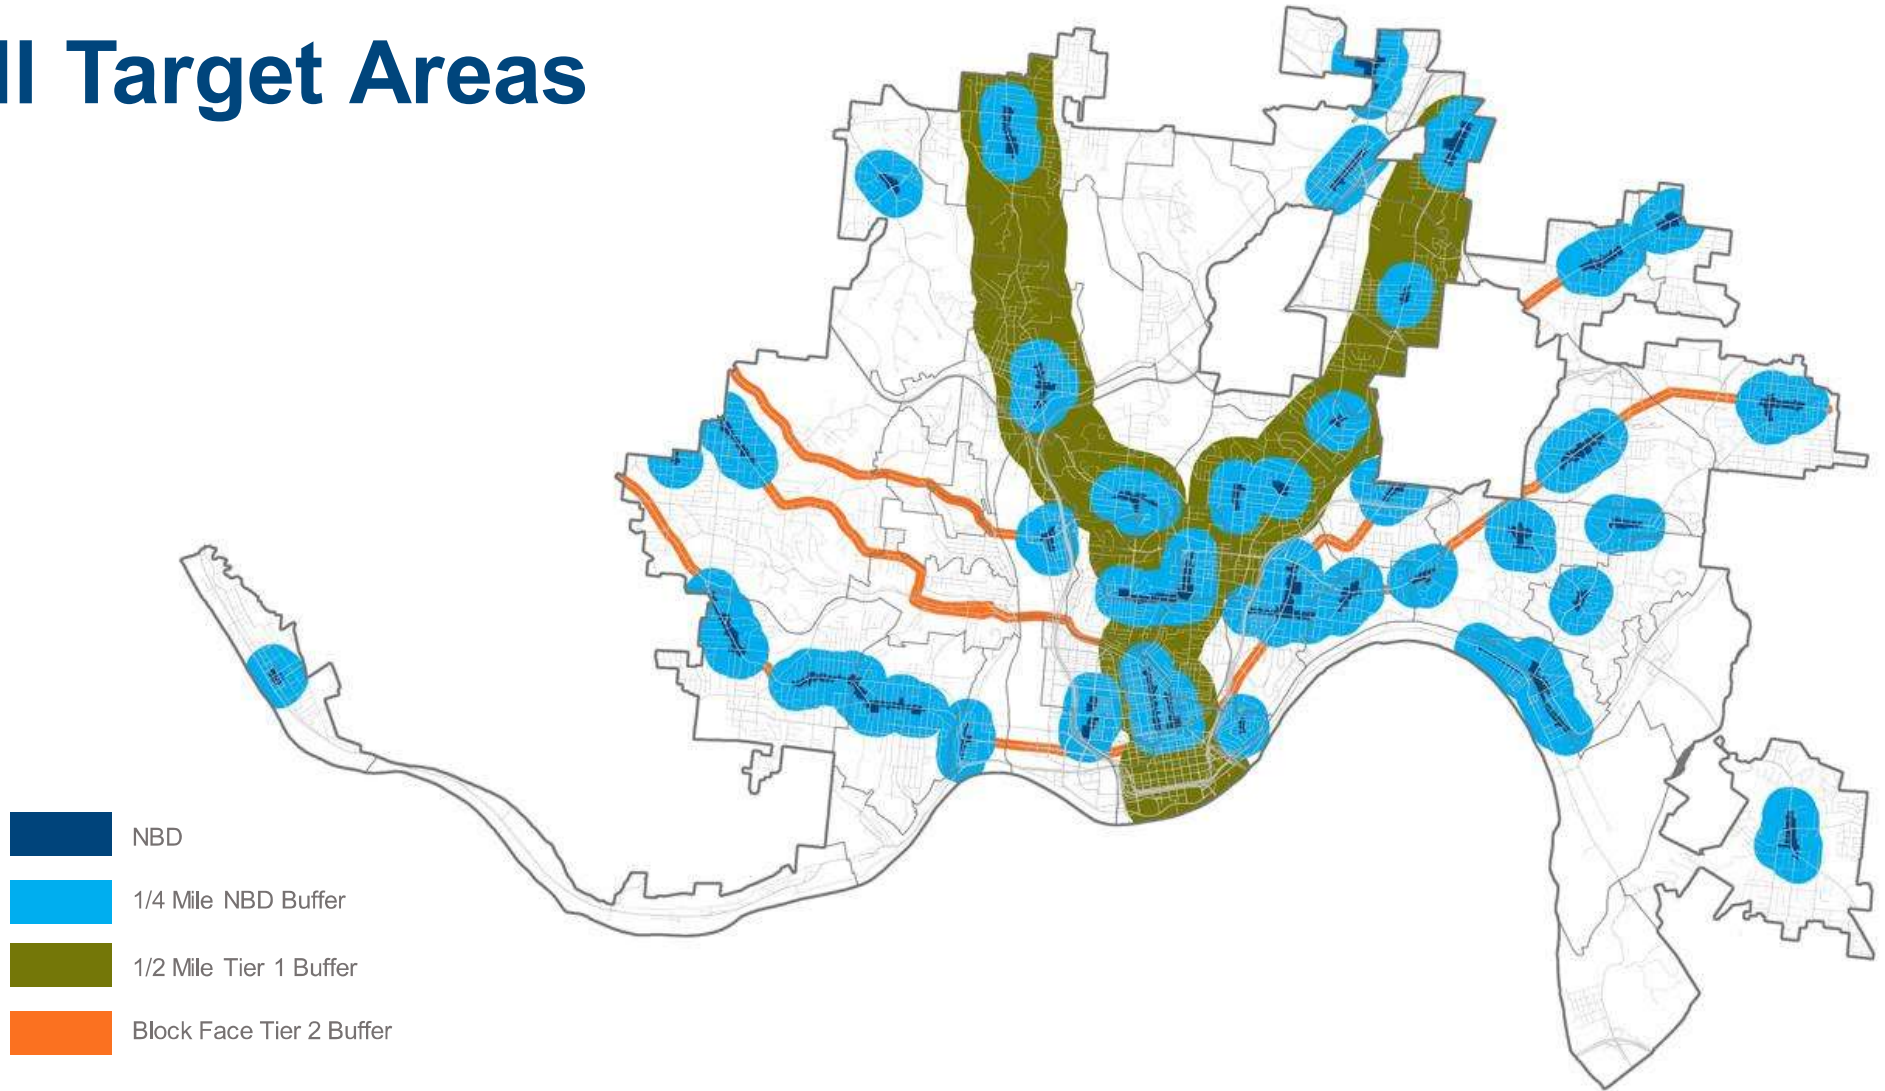 ll Target Areas
NBD
1/4 Mile NBD Buffer
1/2 Mile Tier 1 Buffer
Block Face Tier 2 Buffer